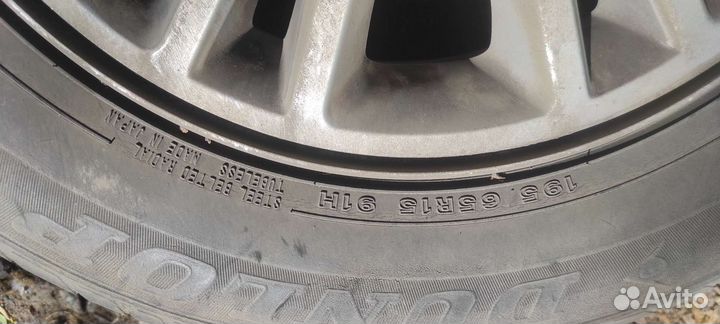 195 65R15 91H
STEEL BELTED RADIAL
TUBELESS
MADE IN JAPAN
DUNLOP
Avito